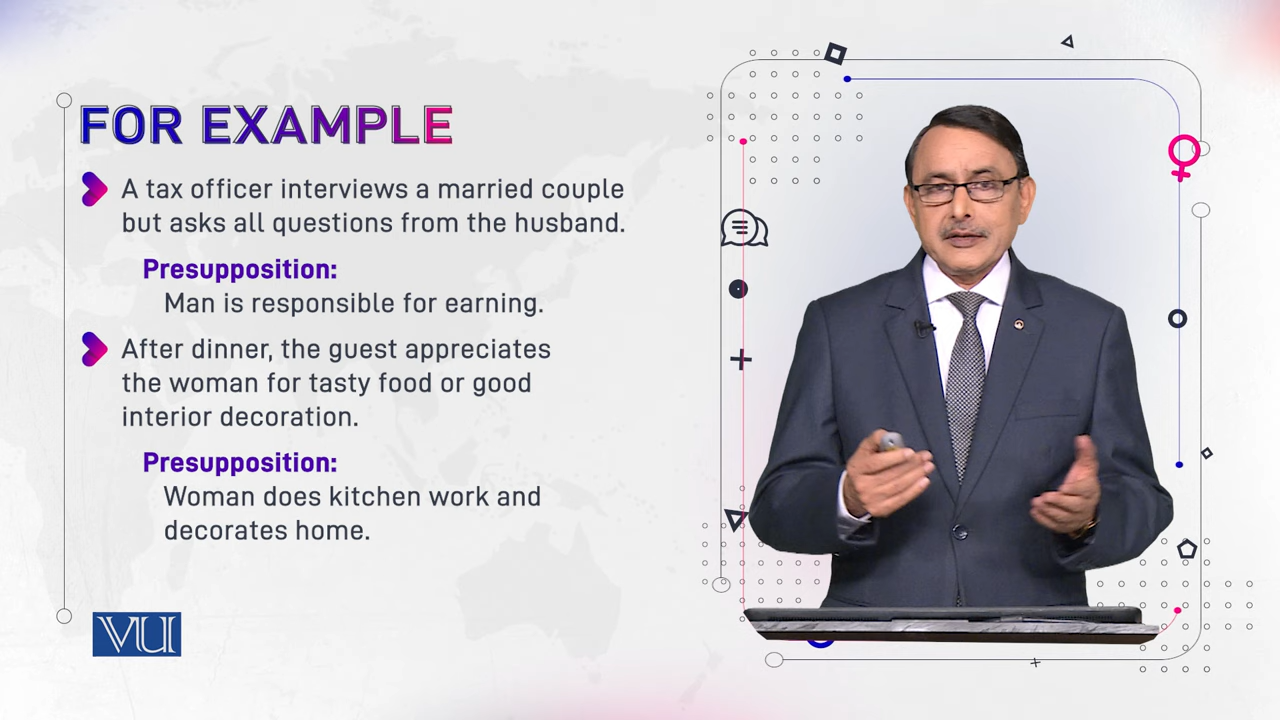 FOR EXAMPLE
A tax officer interviews a married couple
but asks all questions from the husband.
Presupposition:
Man is responsible for earning.
After dinner, the guest appreciates
the woman for tasty food or good
interior decoration.
Presupposition:
Woman does kitchen work and
decorates home.
VU